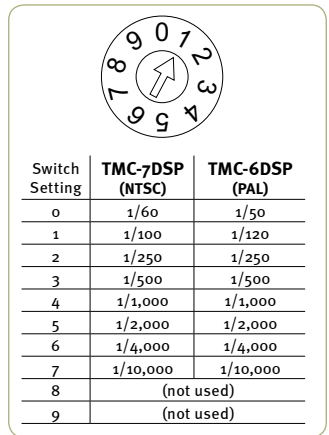 0 1 2 3 4 5 6 7 8 9
Switch Setting TMC-7DSP (NTSC) TMC-6DSP (PAL)
0 1/60 1/50
1 1/100 1/120
2 1/250 1/250
3 1/500 1/500
4 1/1,000 1/1,000
5 1/2,000 1/2,000
6 1/4,000 1/4,000
7 1/10,000 1/10,000
8 (not used)
9 (not used)